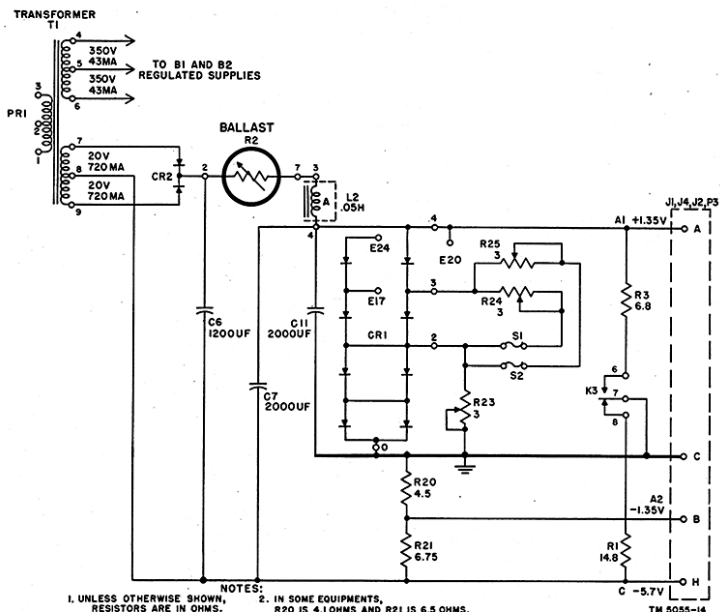 TRANSFORMER
T1
4
350V
43MA
5
350V
43MA
6
TO B1 AND B2
REGULATED SUPPLIES
3
PRI
2
1
7
20V
720MA
8
20V
720MA
9
CR2
2
BALLAST
R2
7
3
A
L2
.05H
4
E24
E17
4
E20
3
R25
3
R24
3
2
S1
S2
C6
1200UF
C11
2000UF
C7
2000UF
CR1
R23
3
0
R20
4.5
R21
6.75
J1,J4,J2,P3
A1 +1.35V
A
R3
6.8
6
K3
7
8
C
A2
-1.35V
B
R1
14.8
H
C -5.7V
NOTES:
1. UNLESS OTHERWISE SHOWN,
RESISTORS ARE IN OHMS.
2. IN SOME EQUIPMENTS,
R20 IS 4.1 OHMS AND R21 IS 6.5 OHMS.
TM 5055-14